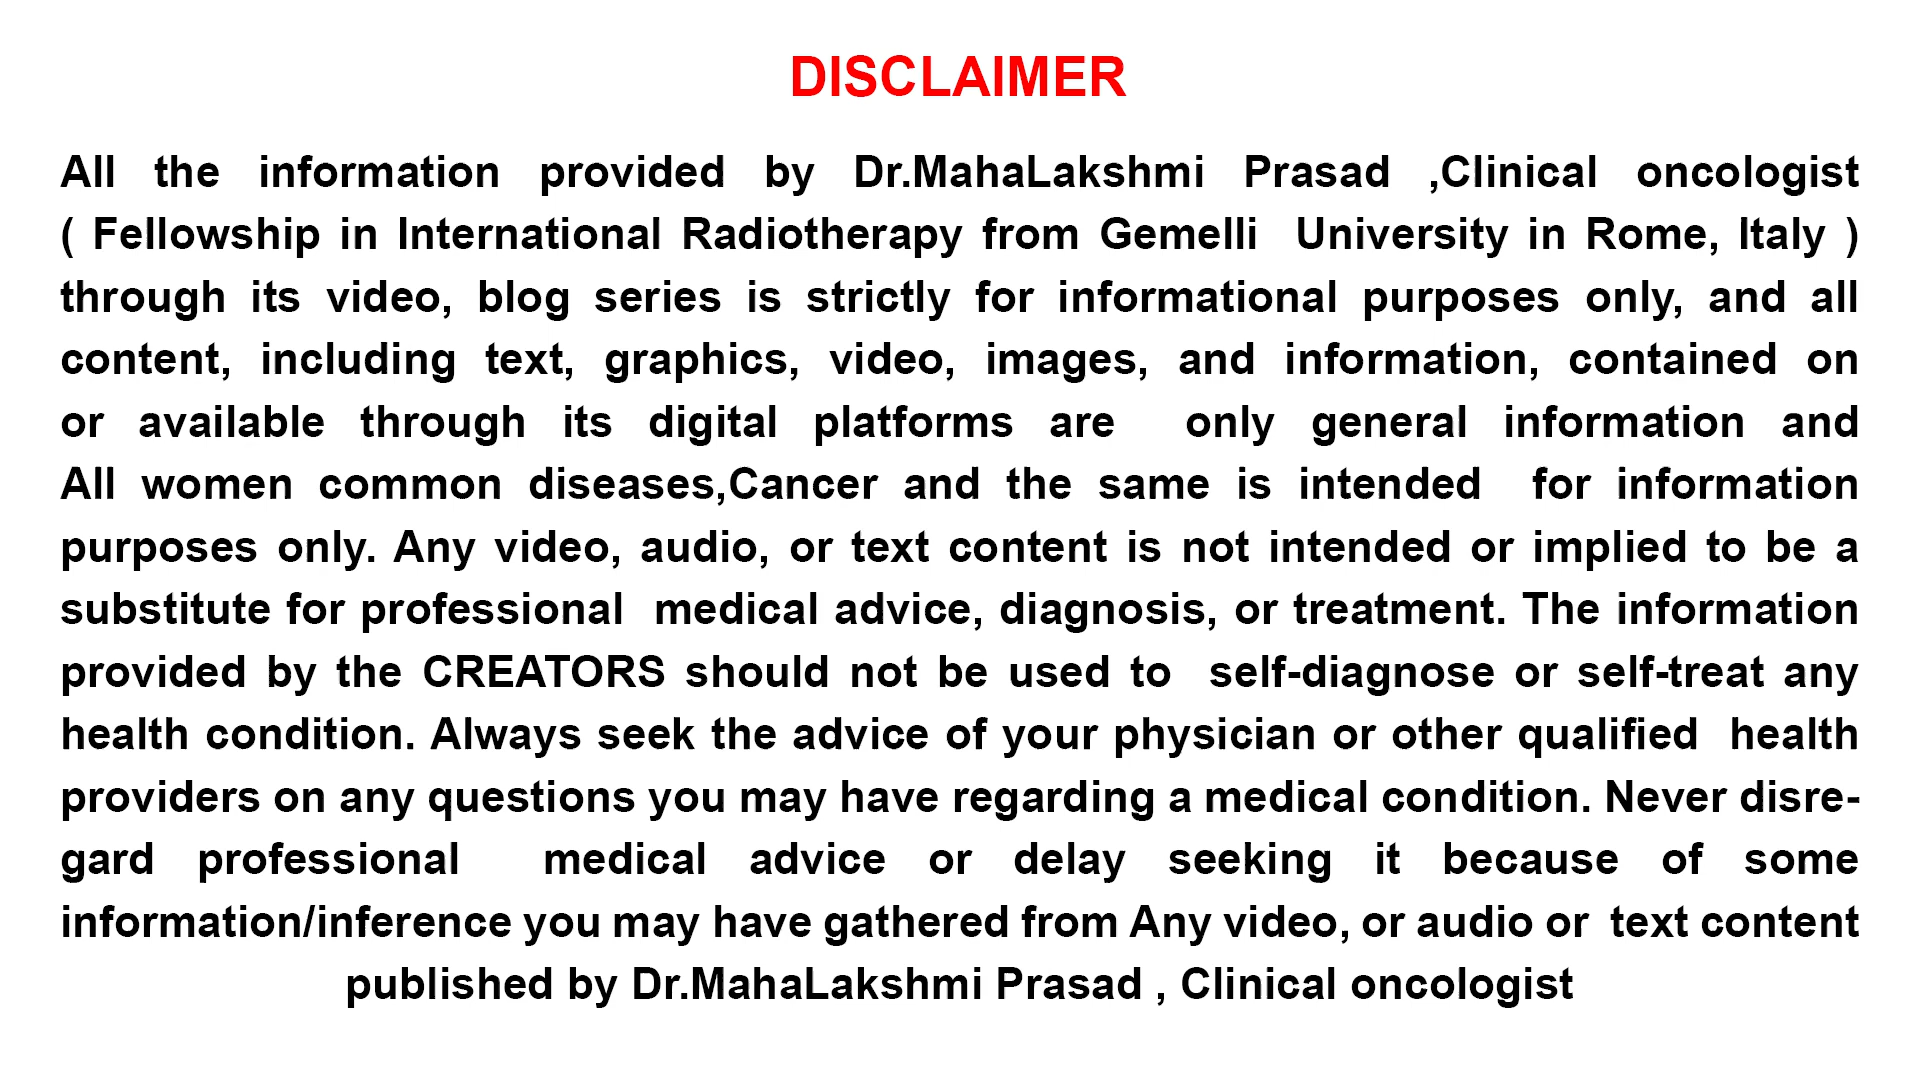 DISCLAIMER
All the information provided by Dr.MahaLakshmi Prasad ,Clinical oncologist
( Fellowship in International Radiotherapy from Gemelli University in Rome, Italy )
through its video, blog series is strictly for informational purposes only, and all
content, including text, graphics, video, images, and information, contained on
or available through its digital platforms are only general information and
All women common diseases,Cancer and the same is intended for information
purposes only. Any video, audio, or text content is not intended or implied to be a
substitute for professional medical advice, diagnosis, or treatment. The information
provided by the CREATORS should not be used to self-diagnose or self-treat any
health condition. Always seek the advice of your physician or other qualified health
providers on any questions you may have regarding a medical condition. Never disre-
gard professional medical advice or delay seeking it because of some
information/inference you may have gathered from Any video, or audio or text content
published by Dr.MahaLakshmi Prasad , Clinical oncologist